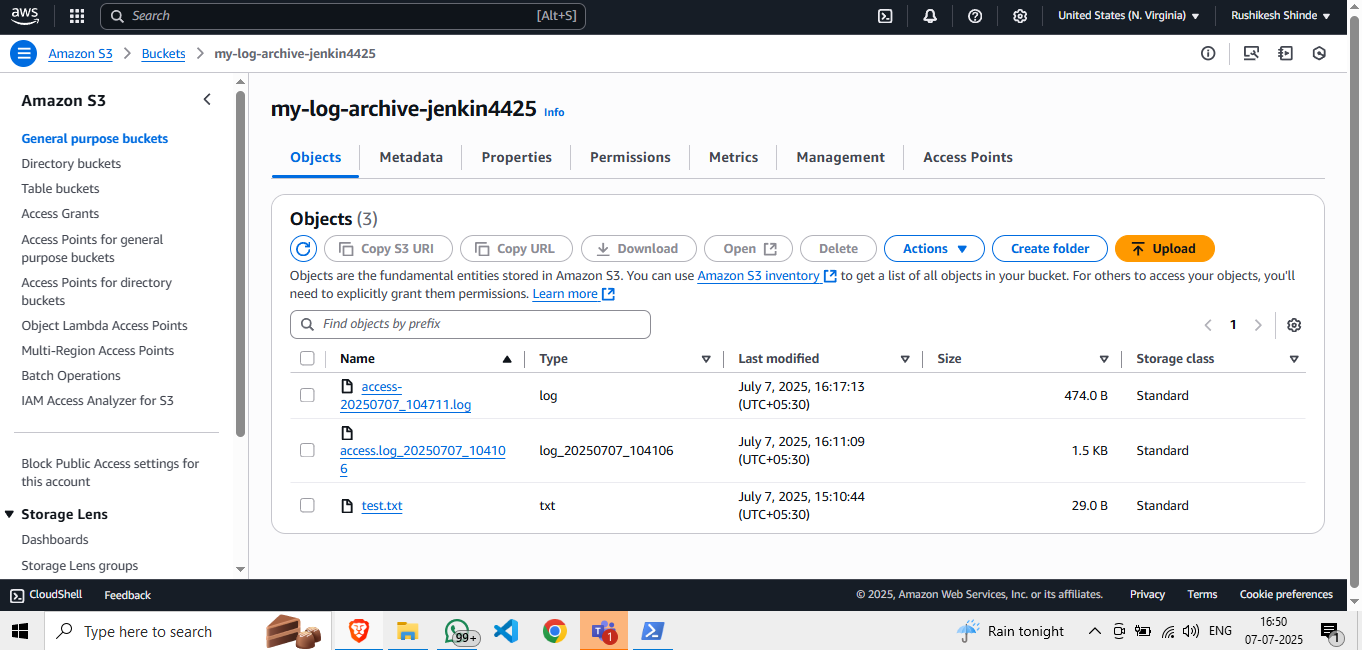 aws
Search [Alt+S]
United States (N. Virginia)
Rushikesh Shinde
Amazon S3
Buckets
my-log-archive-jenkin4425
Amazon S3
General purpose buckets
Directory buckets
Table buckets
Access Grants
Access Points for general
purpose buckets
Access Points for directory
buckets
Object Lambda Access Points
Multi-Region Access Points
Batch Operations
IAM Access Analyzer for S3
Block Public Access settings for
this account
Storage Lens
Dashboards
Storage Lens groups
my-log-archive-jenkin4425 Info
Objects Metadata Properties Permissions Metrics Management Access Points
Objects (3)
Copy S3 URI Copy URL Download Open Delete Actions Create folder Upload
Objects are the fundamental entities stored in Amazon S3. You can use Amazon S3 inventory to get a list of all objects in your bucket. For others to access your objects, you'll
need to explicitly grant them permissions. Learn more
Find objects by prefix
1
Name Type Last modified Size Storage class
access-
20250707_104711.log
log
July 7, 2025, 16:17:13
(UTC+05:30)
474.0 B
Standard
access.log_20250707_10410
6
log_20250707_104106
July 7, 2025, 16:11:09
(UTC+05:30)
1.5 KB
Standard
test.txt
txt
July 7, 2025, 15:10:44
(UTC+05:30)
29.0 B
Standard
CloudShell Feedback
© 2025, Amazon Web Services, Inc. or its affiliates. Privacy Terms Cookie preferences
Type here to search
99+
1
Rain tonight
ENG
16:50
07-07-2025
1